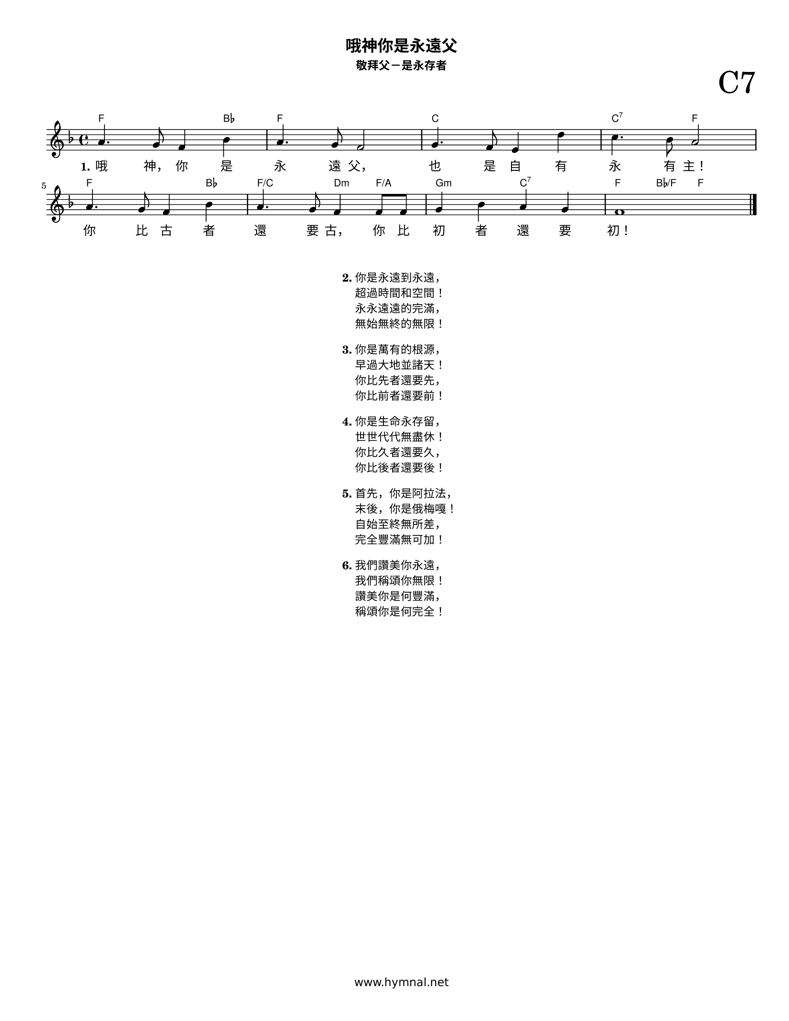 哦神你是永遠父
敬拜父－是永存者
C7
F B♭ F C C7 F
1. 哦 神， 你 是 永 遠 父， 也 是 自 有 永 有 主！
5
F B♭ F/C Dm F/A Gm C7 F B♭/F F
你 比 古 者 還 要 古， 你 比 初 者 還 要 初！
2. 你是永遠到永遠，
超過時間和空間！
永永遠遠的完滿，
無始無終的無限！
3. 你是萬有的根源，
早過大地並諸天！
你比先者還要先，
你比前者還要前！
4. 你是生命永存留，
世世代代無盡休！
你比久者還要久，
你比後者還要後！
5. 首先，你是阿拉法，
末後，你是俄梅嘎！
自始至終無所差，
完全豐滿無可加！
6. 我們讚美你永遠，
我們稱頌你無限！
讚美你是何豐滿，
稱頌你是何完全！
www.hymnal.net